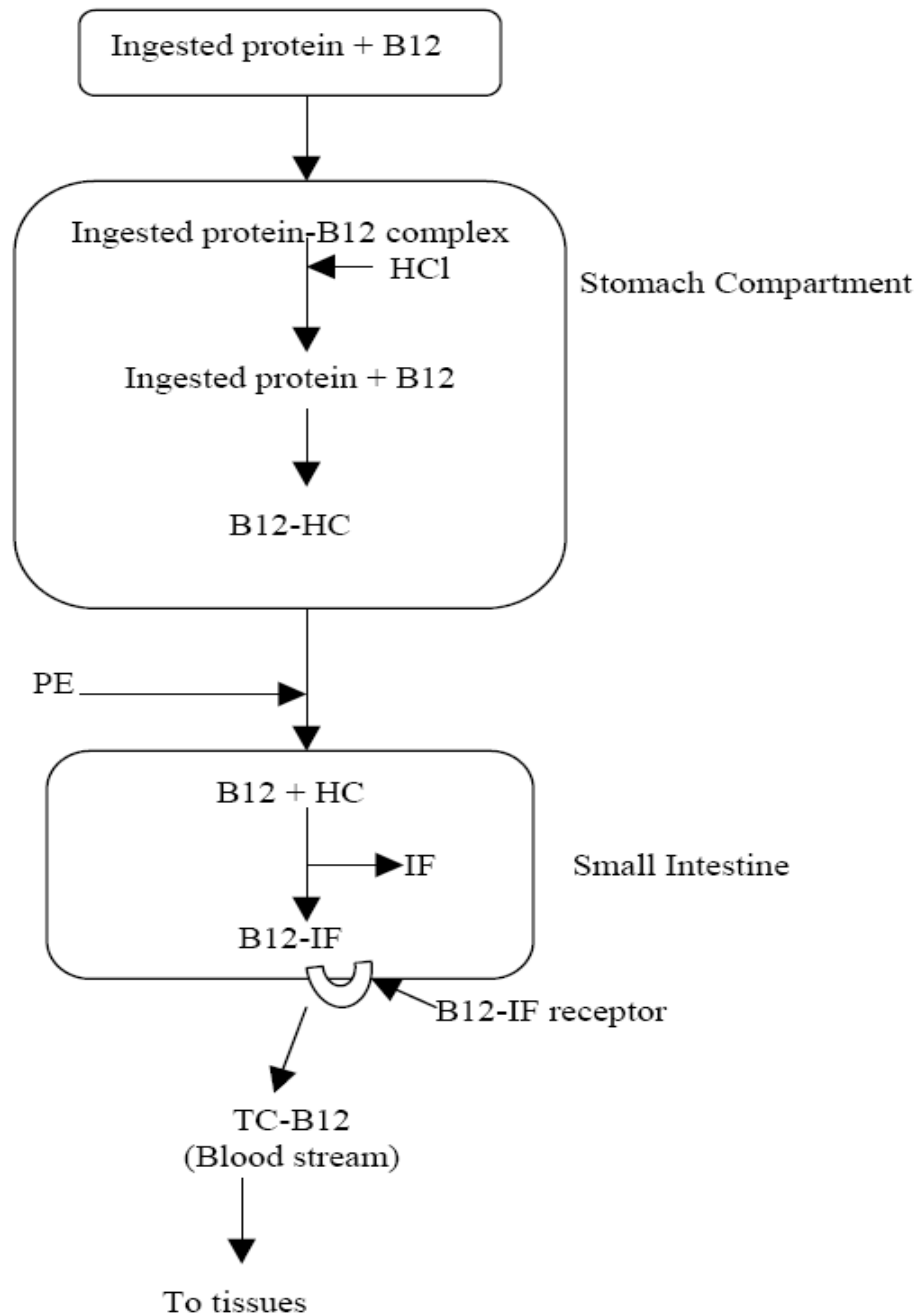 Ingested protein + B12
Ingested protein-B12 complex
HCl
Stomach Compartment
Ingested protein + B12
B12-HC
PE
B12 + HC
IF
Small Intestine
B12-IF
B12-IF receptor
TC-B12
(Blood stream)
To tissues